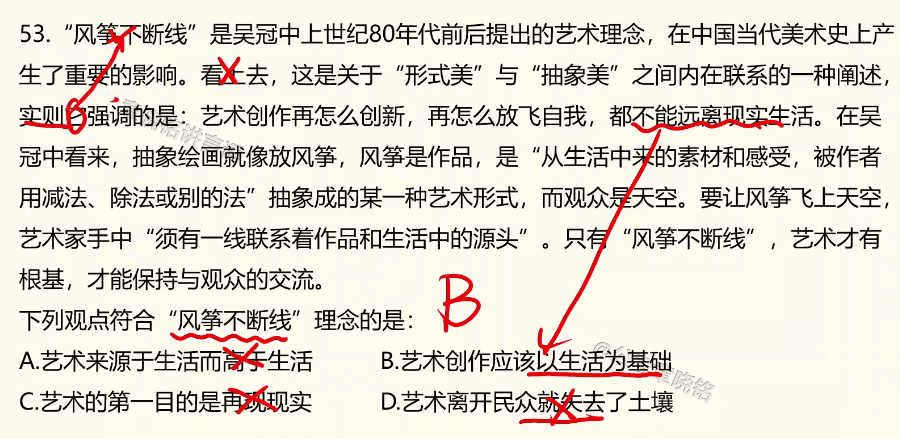 53. “风筝不断线”是吴冠中上世纪80年代前后提出的艺术理念，在中国当代美术史上产
生了重要的影响。看上去，这是关于“形式美”与“抽象美”之间内在联系的一种阐述，
实则它强调的是：艺术创作再怎么创新，再怎么放飞自我，都不能远离现实生活。在吴
冠中看来，抽象绘画就像放风筝，风筝是作品，是“从生活中来的素材和感受，被作者
用减法、除法或别的法”抽象成的某一种艺术形式，而观众是天空。要让风筝飞上天空，
艺术家手中“须有一线联系着作品和生活中的源头”。只有“风筝不断线”，艺术才有
根基，才能保持与观众的交流。
B
下列观点符合“风筝不断线”理念的是：
A.艺术来源于生活而高于生活 B.艺术创作应该以生活为基础
C.艺术的第一目的是再现现实 D.艺术离开民众就失去了土壤